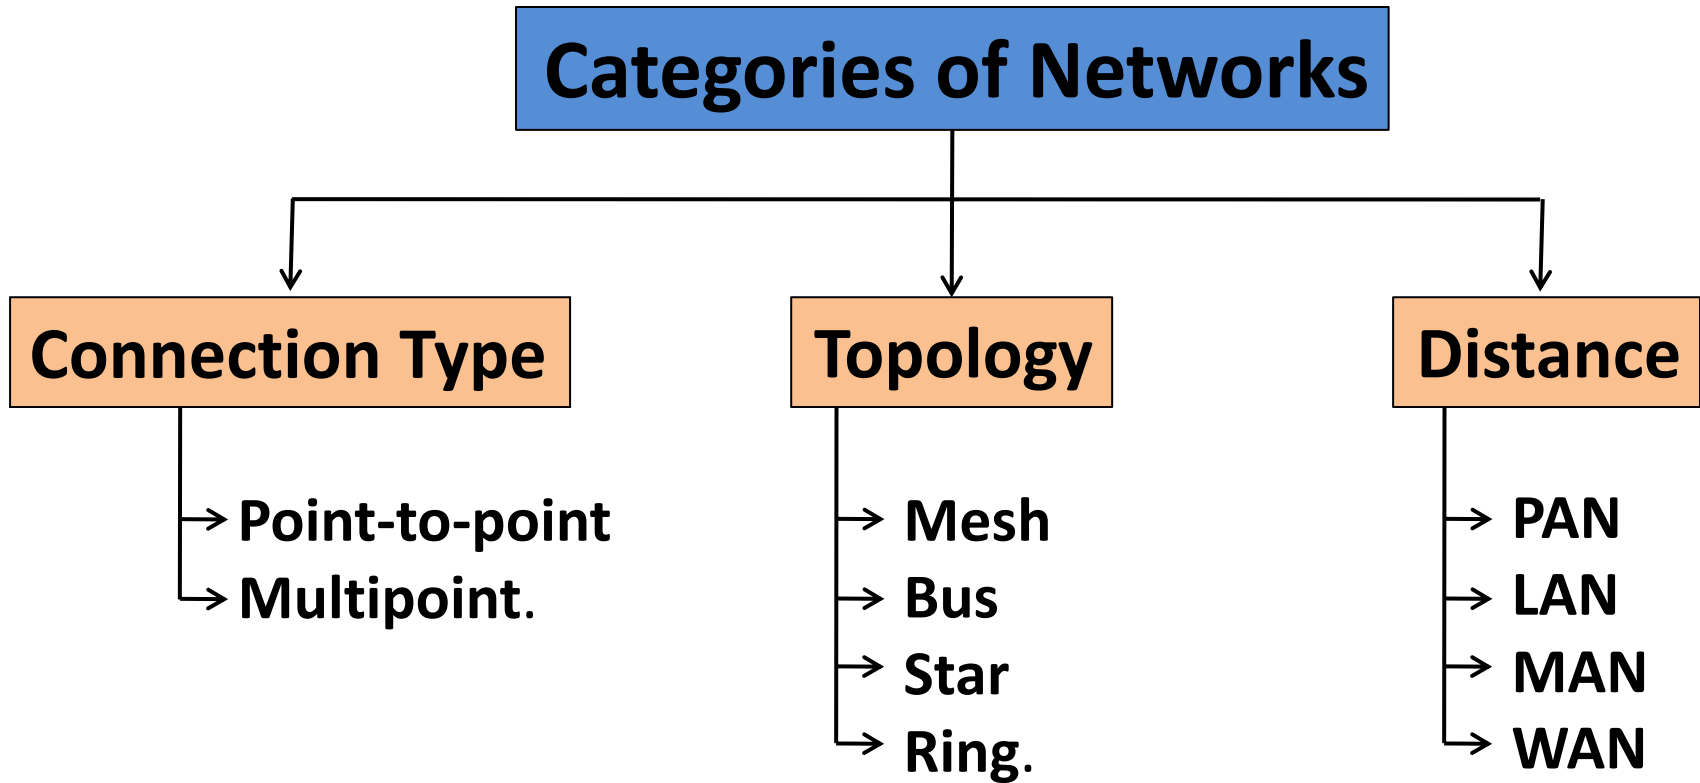 Categories of Networks
Connection Type
Point-to-point
Multipoint.
Topology
Mesh
Bus
Star
Ring.
Distance
PAN
LAN
MAN
WAN